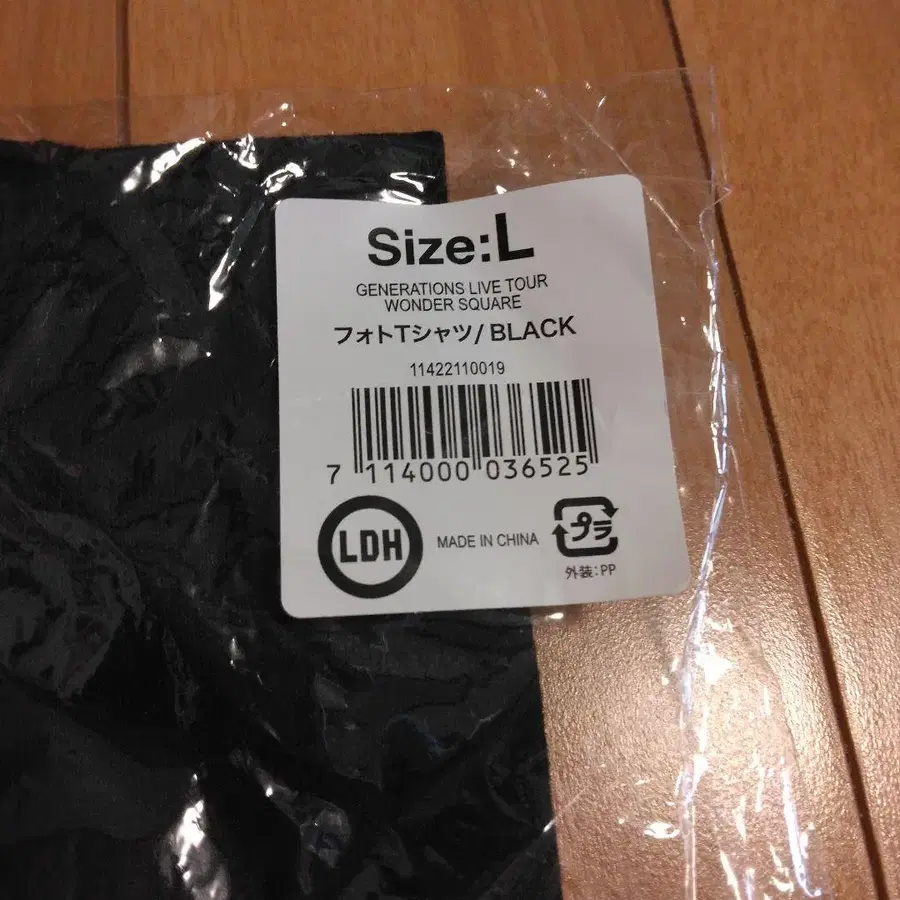 Size:L
GENERATIONS LIVE TOUR
WONDER SQUARE
フォトTシャツ/BLACK
11422110019
7 114000 036525
LDH
MADE IN CHINA
プラ
外装:PP